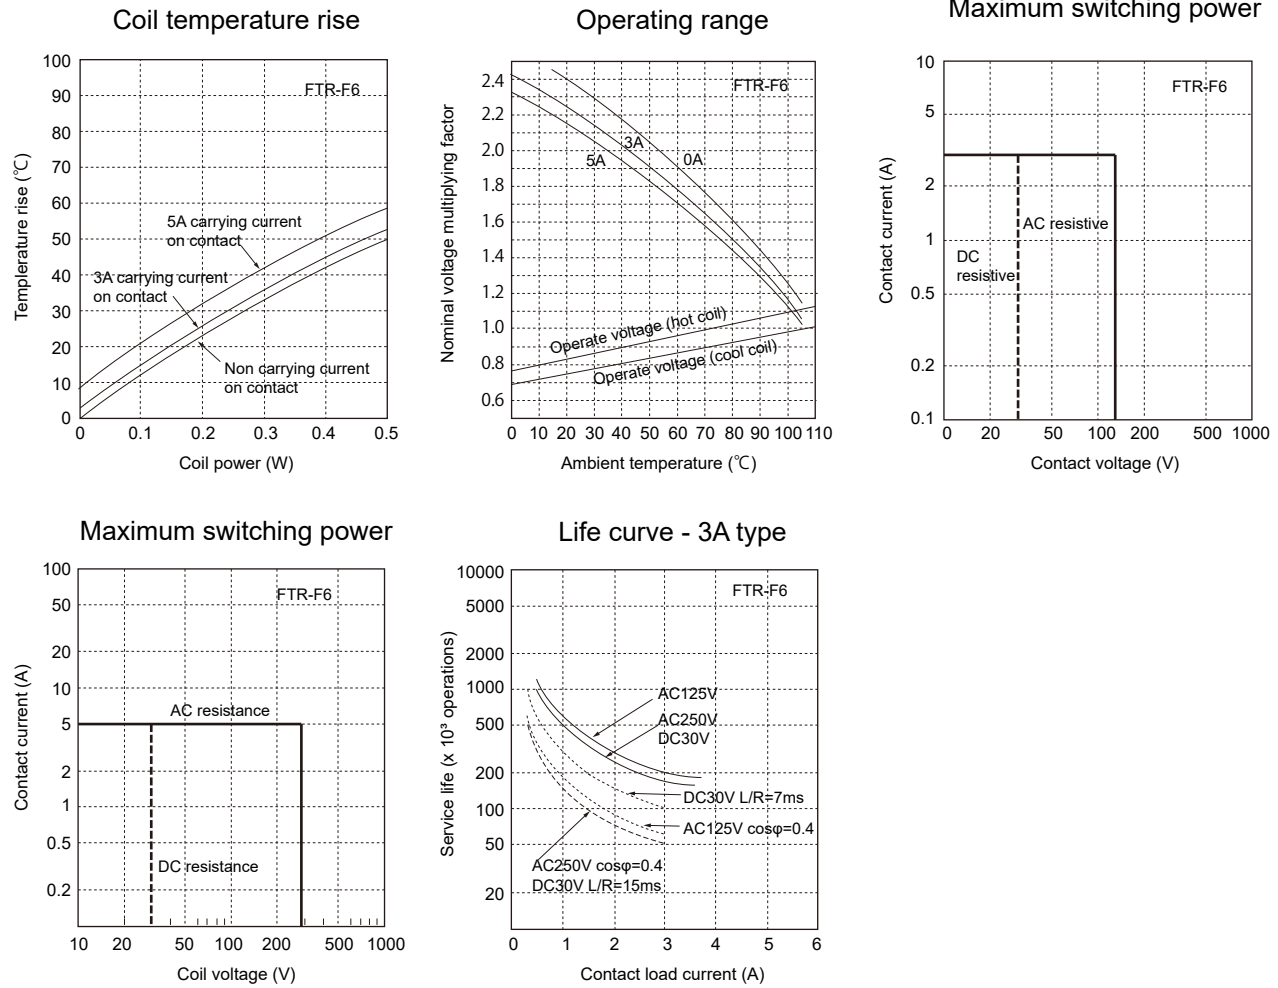 Coil temperature rise
100
90
80
70
60
50
40
30
20
10
0
FTR-F6
5A carrying current
on contact
3A carrying current
on contact
Non carrying current
on contact
Templerature rise (℃)
0 0.1 0.2 0.3 0.4 0.5
Coil power (W)
Operating range
2.4
2.2
2.0
1.8
1.6
1.4
1.2
1.0
0.8
0.6
FTR-F6
3A
5A
0A
Operate voltage (hot coil)
Operate voltage (cool coil)
Nominal voltage multiplying factor
0 10 20 30 40 50 60 70 80 90 100 110
Ambient temperature (℃)
Maximum switching power
10
5
2
1
0.5
0.2
0.1
FTR-F6
AC resistive
DC
resistive
Contact current (A)
0 20 50 100 200 500 1000
Contact voltage (V)
Maximum switching power
100
50
20
10
5
2
1
0.5
0.2
FTR-F6
AC resistance
DC resistance
Contact current (A)
10 20 50 100 200 500 1000
Coil voltage (V)
Life curve - 3A type
10000
5000
2000
1000
500
200
100
50
20
FTR-F6
AC125V
AC250V
DC30V
DC30V L/R=7ms
AC125V cosφ=0.4
AC250V cosφ=0.4
DC30V L/R=15ms
Service life (x 10³ operations)
0 1 2 3 4 5 6
Contact load current (A)